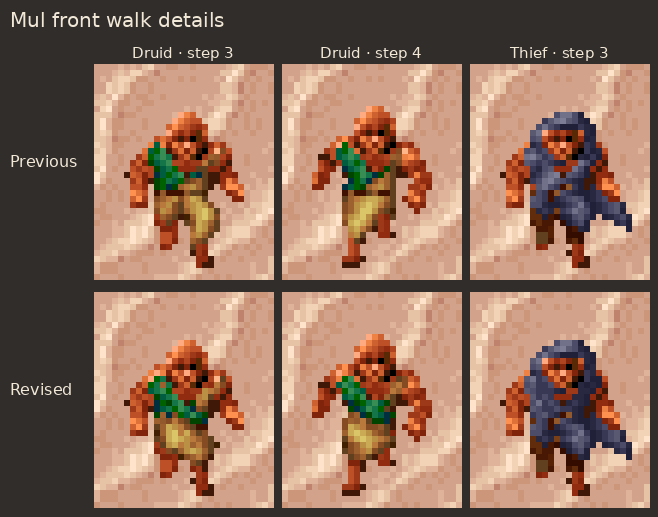 Mul front walk details
Druid · step 3
Druid · step 4
Thief · step 3
Previous
Revised